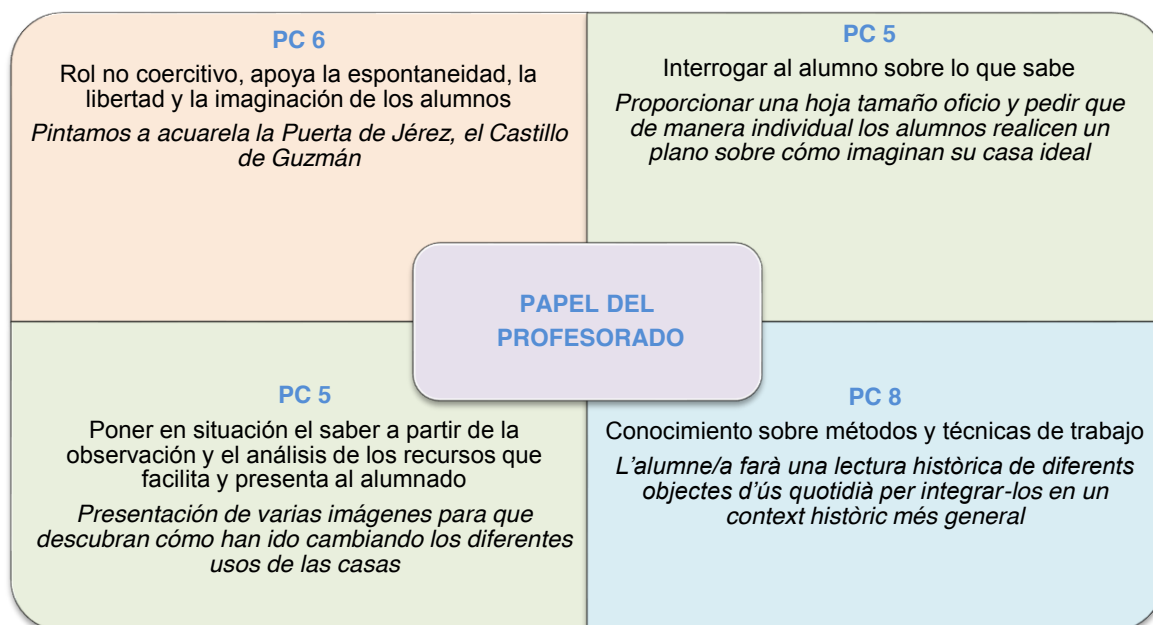 PC 6
Rol no coercitivo, apoya la espontaneidad, la
libertad y la imaginación de los alumnos
Pintamos a acuarela la Puerta de Jérez, el Castillo
de Guzmán
PC 5
Interrogar al alumno sobre lo que sabe
Proporcionar una hoja tamaño oficio y pedir que
de manera individual los alumnos realicen un
plano sobre cómo imaginan su casa ideal
PAPEL DEL
PROFESORADO
PC 5
Poner en situación el saber a partir de la
observación y el análisis de los recursos que
facilita y presenta al alumnado
Presentación de varias imágenes para que
descubran cómo han ido cambiando los diferentes
usos de las casas
PC 8
Conocimiento sobre métodos y técnicas de trabajo
L'alumne/a farà una lectura històrica de diferents
objectes d'ús quotidià per integrar-los en un
context històric més general